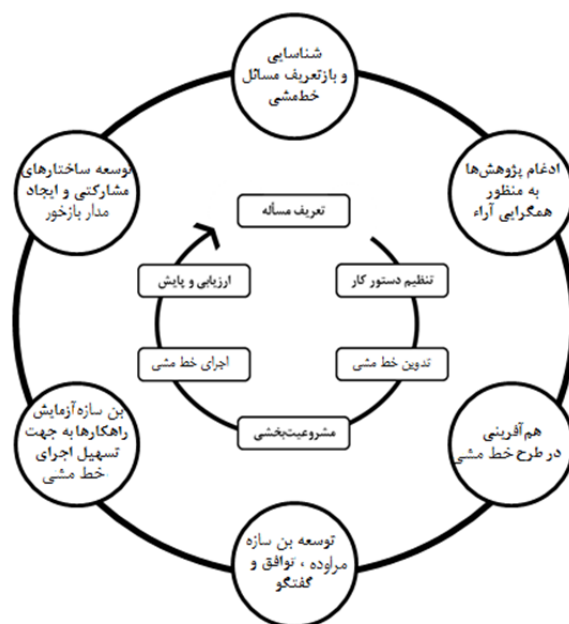 شناسایی
و بازتعریف مسائل
خط‌مشی
ادغام پژوهش‌ها
به منظور
همگرایی آراء
هم‌آفرینی
در طرح خط مشی
توسعه بن سازه
مراوده ، توافق و
گفتگو
بن سازه‌آزمایش
راهکارها به جهت
تسهیل اجرای
خط مشی.
توسعه ساختارهای
مشارکتی و ایجاد
مدار بازخور
تعریف مسأله
تنظیم دستور کار
تدوین خط مشی
مشروعیت‌بخشی
اجرای خط مشی
ارزیابی و پایش